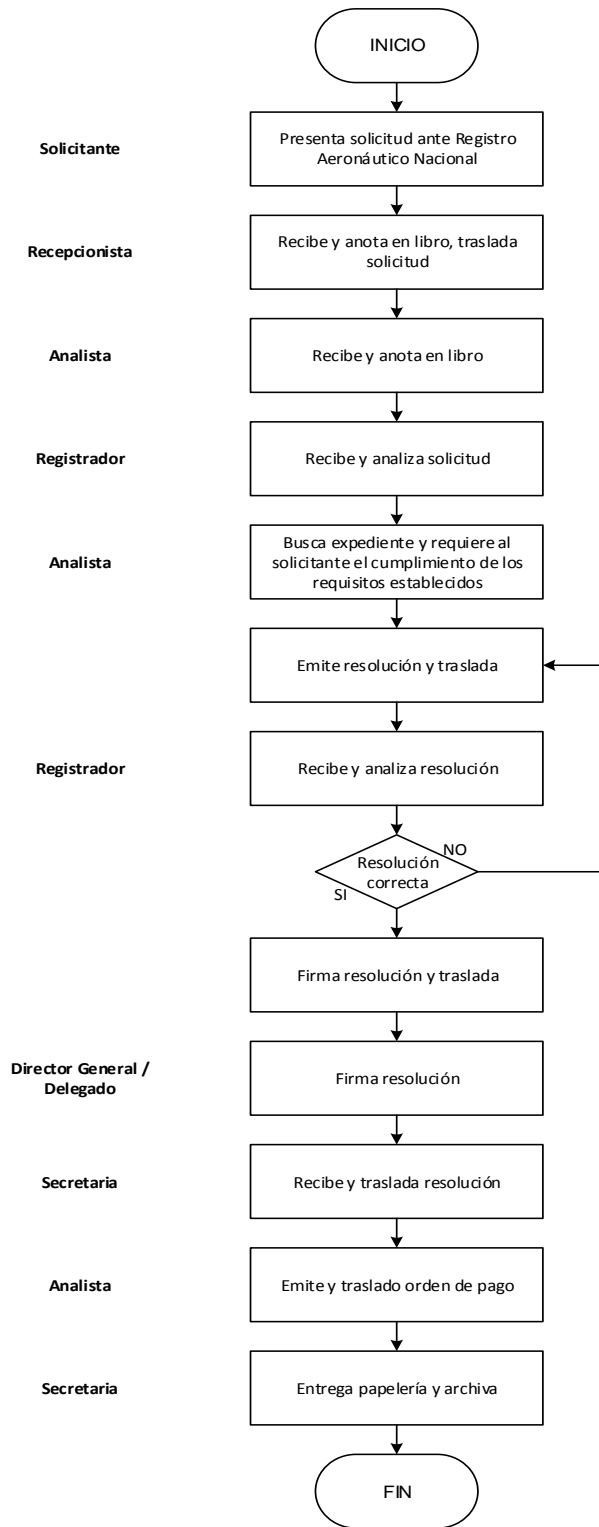 INICIO
Solicitante
Presenta solicitud ante Registro
Aeronáutico Nacional
Recepcionista
Recibe y anota en libro, traslada
solicitud
Analista
Recibe y anota en libro
Registrador
Recibe y analiza solicitud
Analista
Busca expediente y requiere al
solicitante el cumplimiento de los
requisitos establecidos
Emite resolución y traslada
Registrador
Recibe y analiza resolución
NO
Resolución
correcta
SI
Firma resolución y traslada
Director General /
Delegado
Firma resolución
Secretaria
Recibe y traslada resolución
Analista
Emite y traslado orden de pago
Secretaria
Entrega papelería y archiva
FIN